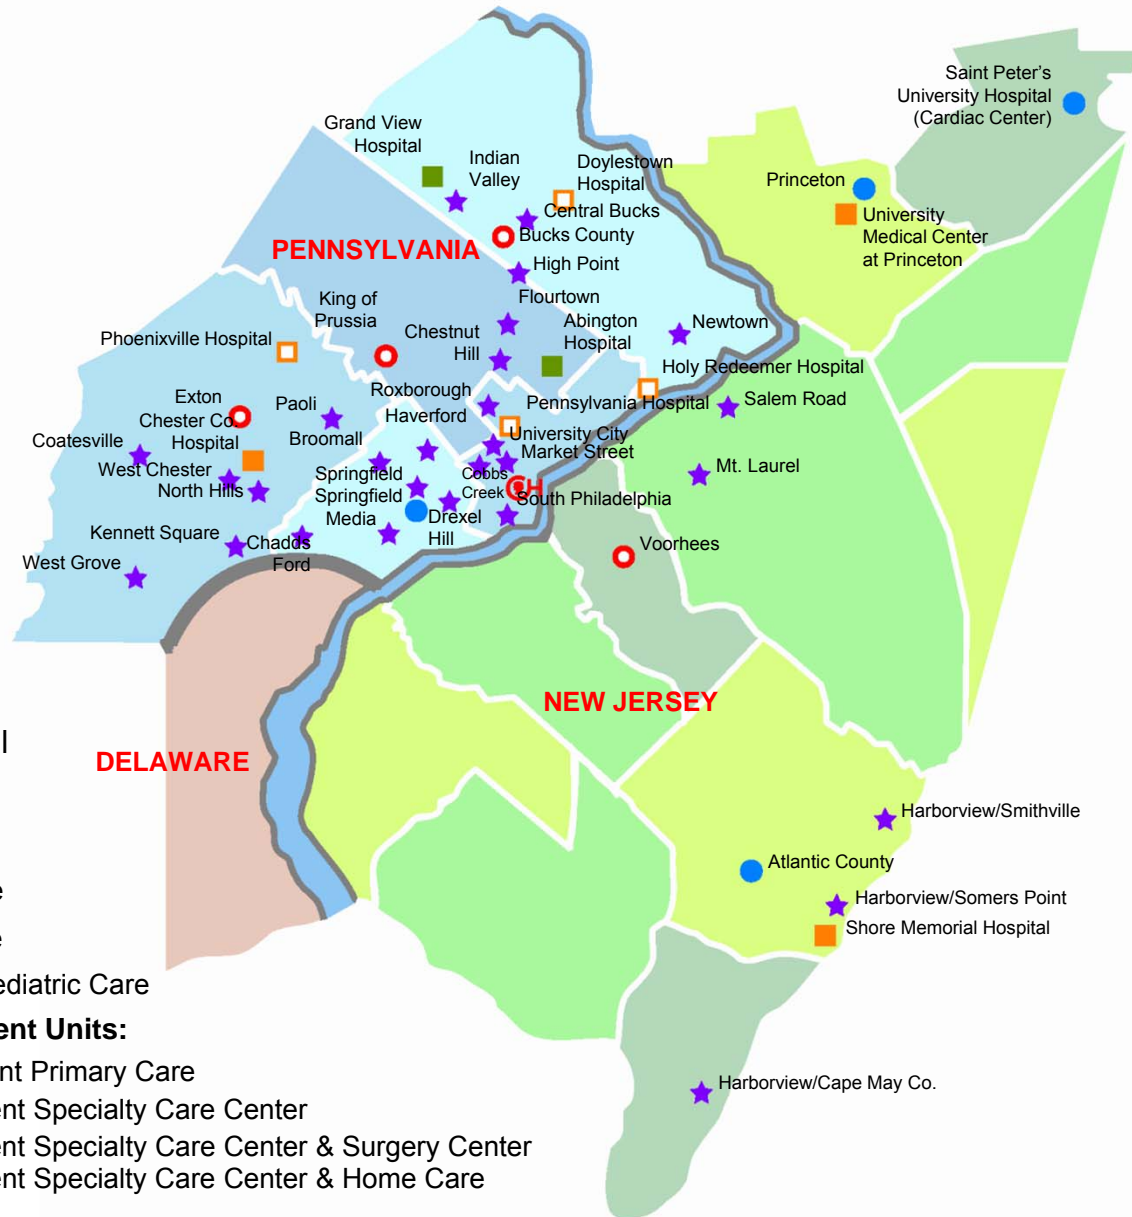 Saint Peter's
University Hospital
(Cardiac Center)
Grand View
Hospital
Indian
Valley
Doylestown
Hospital
Princeton
University
Medical Center
at Princeton
Central Bucks
Bucks County
PENNSYLVANIA
High Point
King of
Prussia
Flourtown
Phoenixville Hospital
Chestnut
Hill
Abington
Hospital
Newtown
Holy Redeemer Hospital
Exton
Chester Co.
Hospital
Paoli
Roxborough
Haverford
Pennsylvania Hospital
Salem Road
Coatesville
Broomall
University City
Market Street
West Chester
North Hills
Springfield
Springfield
Media
Cobbs
Creek
H
South Philadelphia
Mt. Laurel
Drexel
Hill
Kennett Square
Chadds
Ford
Voorhees
West Grove
NEW JERSEY
l
DELAWARE
Harborview/Smithville
Atlantic County
e
Harborview/Somers Point
Shore Memorial Hospital
e
ediatric Care
ent Units:
nt Primary Care
Harborview/Cape May Co.
ent Specialty Care Center
ent Specialty Care Center & Surgery Center
ent Specialty Care Center & Home Care